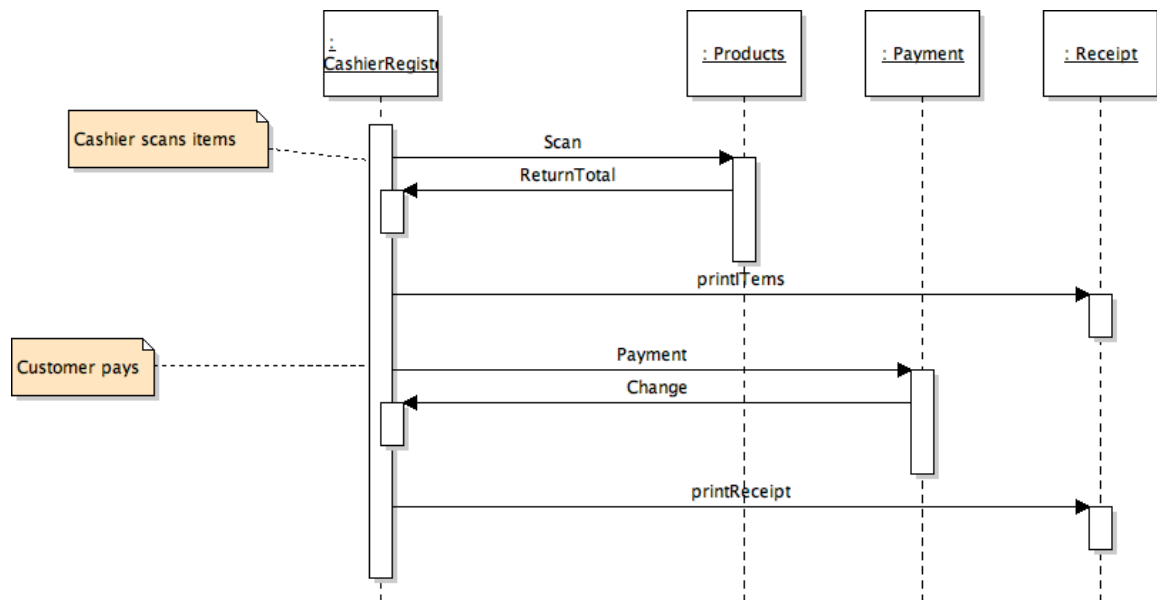 :
CashierRegiste
: Products
: Payment
: Receipt
Cashier scans items
Scan
ReturnTotal
printITems
Customer pays
Payment
Change
printReceipt